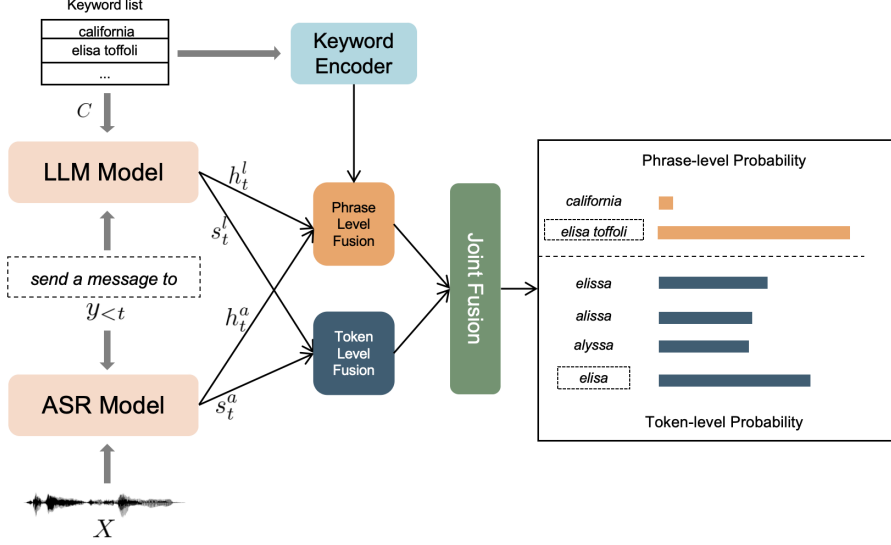 Keyword list
california
elisa toffoli
...
C
Keyword
Encoder
LLM Model
h_t^l
s_t^l
Phrase
Level
Fusion
send a message to
y_{<t}
h_t^a
s_t^a
Token
Level
Fusion
ASR Model
X
Joint Fusion
Phrase-level Probability
california
elisa toffoli
elissa
alissa
alyssa
elisa
Token-level Probability